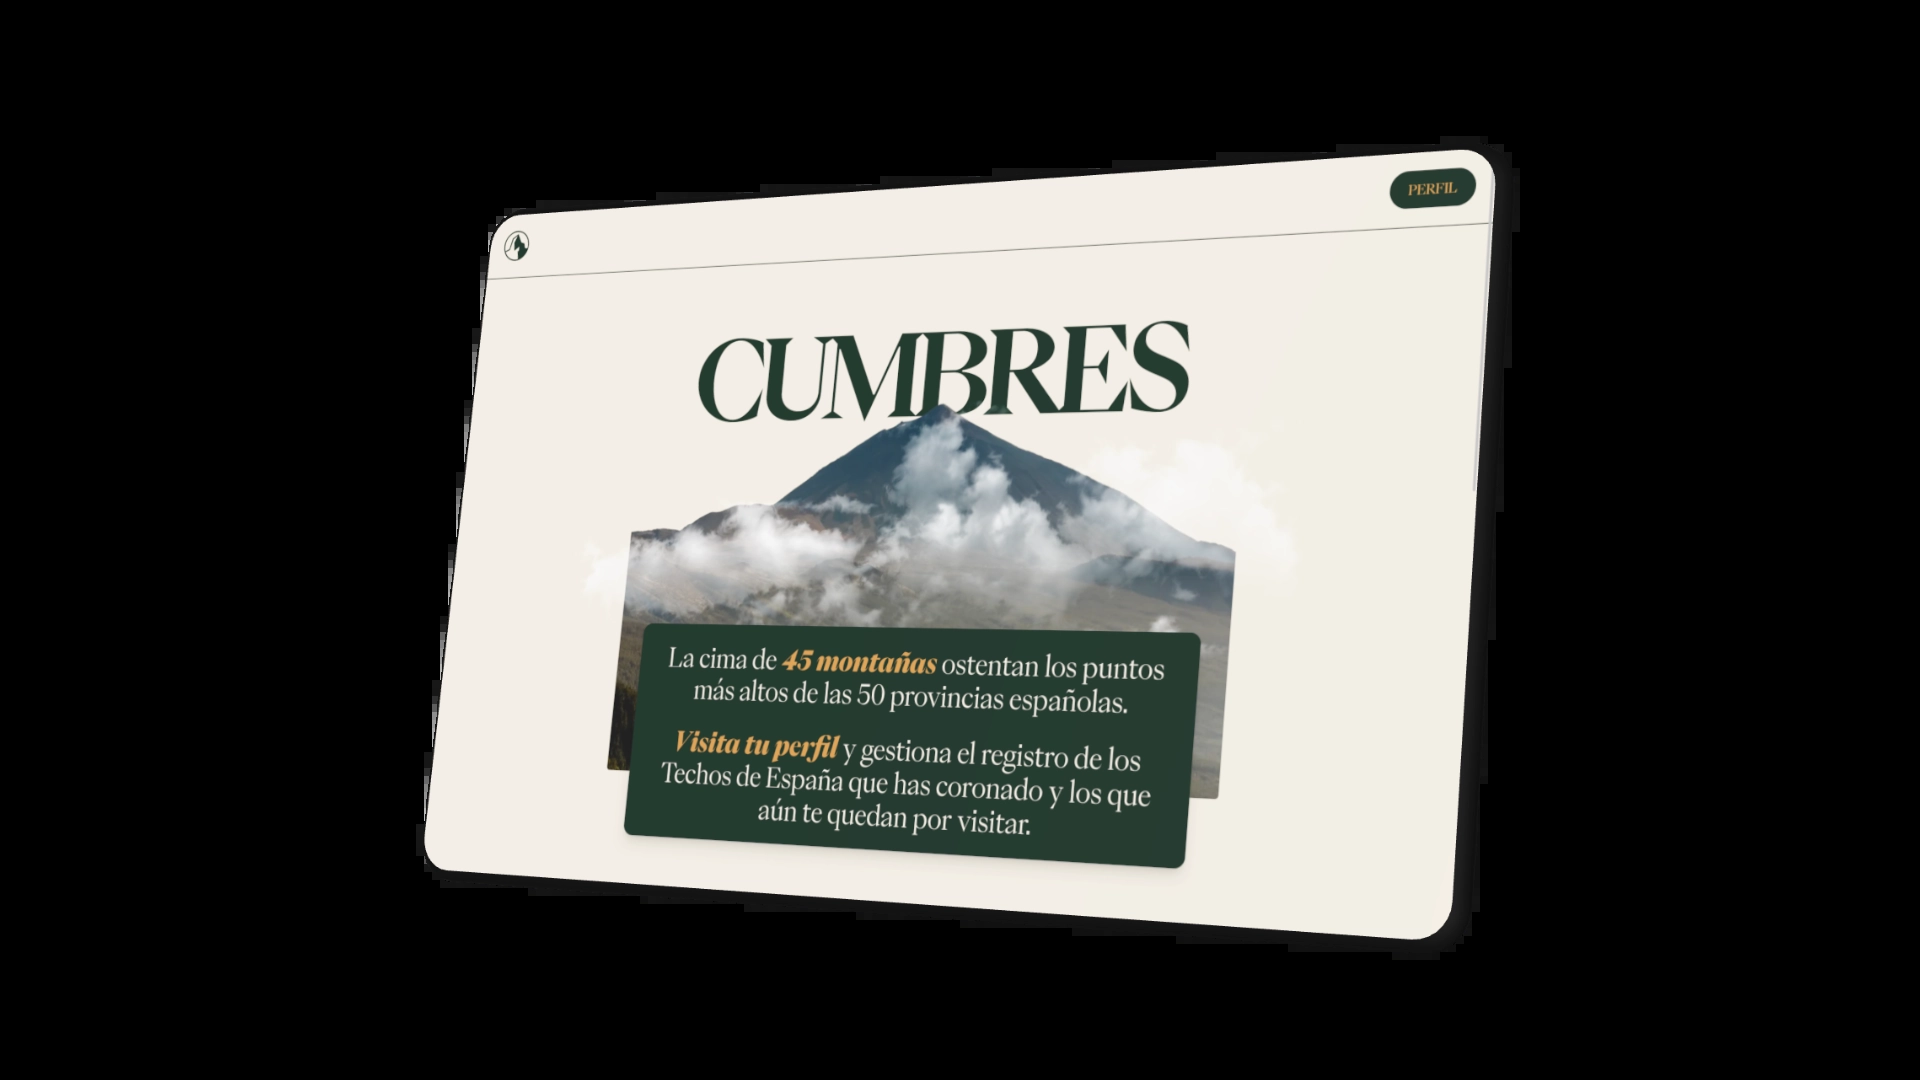 PERFIL
CUMBRES
La cima de 45 montañas ostentan los puntos
más altos de las 50 provincias españolas.
Visita tu perfil y gestiona el registro de los
Techos de España que has coronado y los que
aún te quedan por visitar.